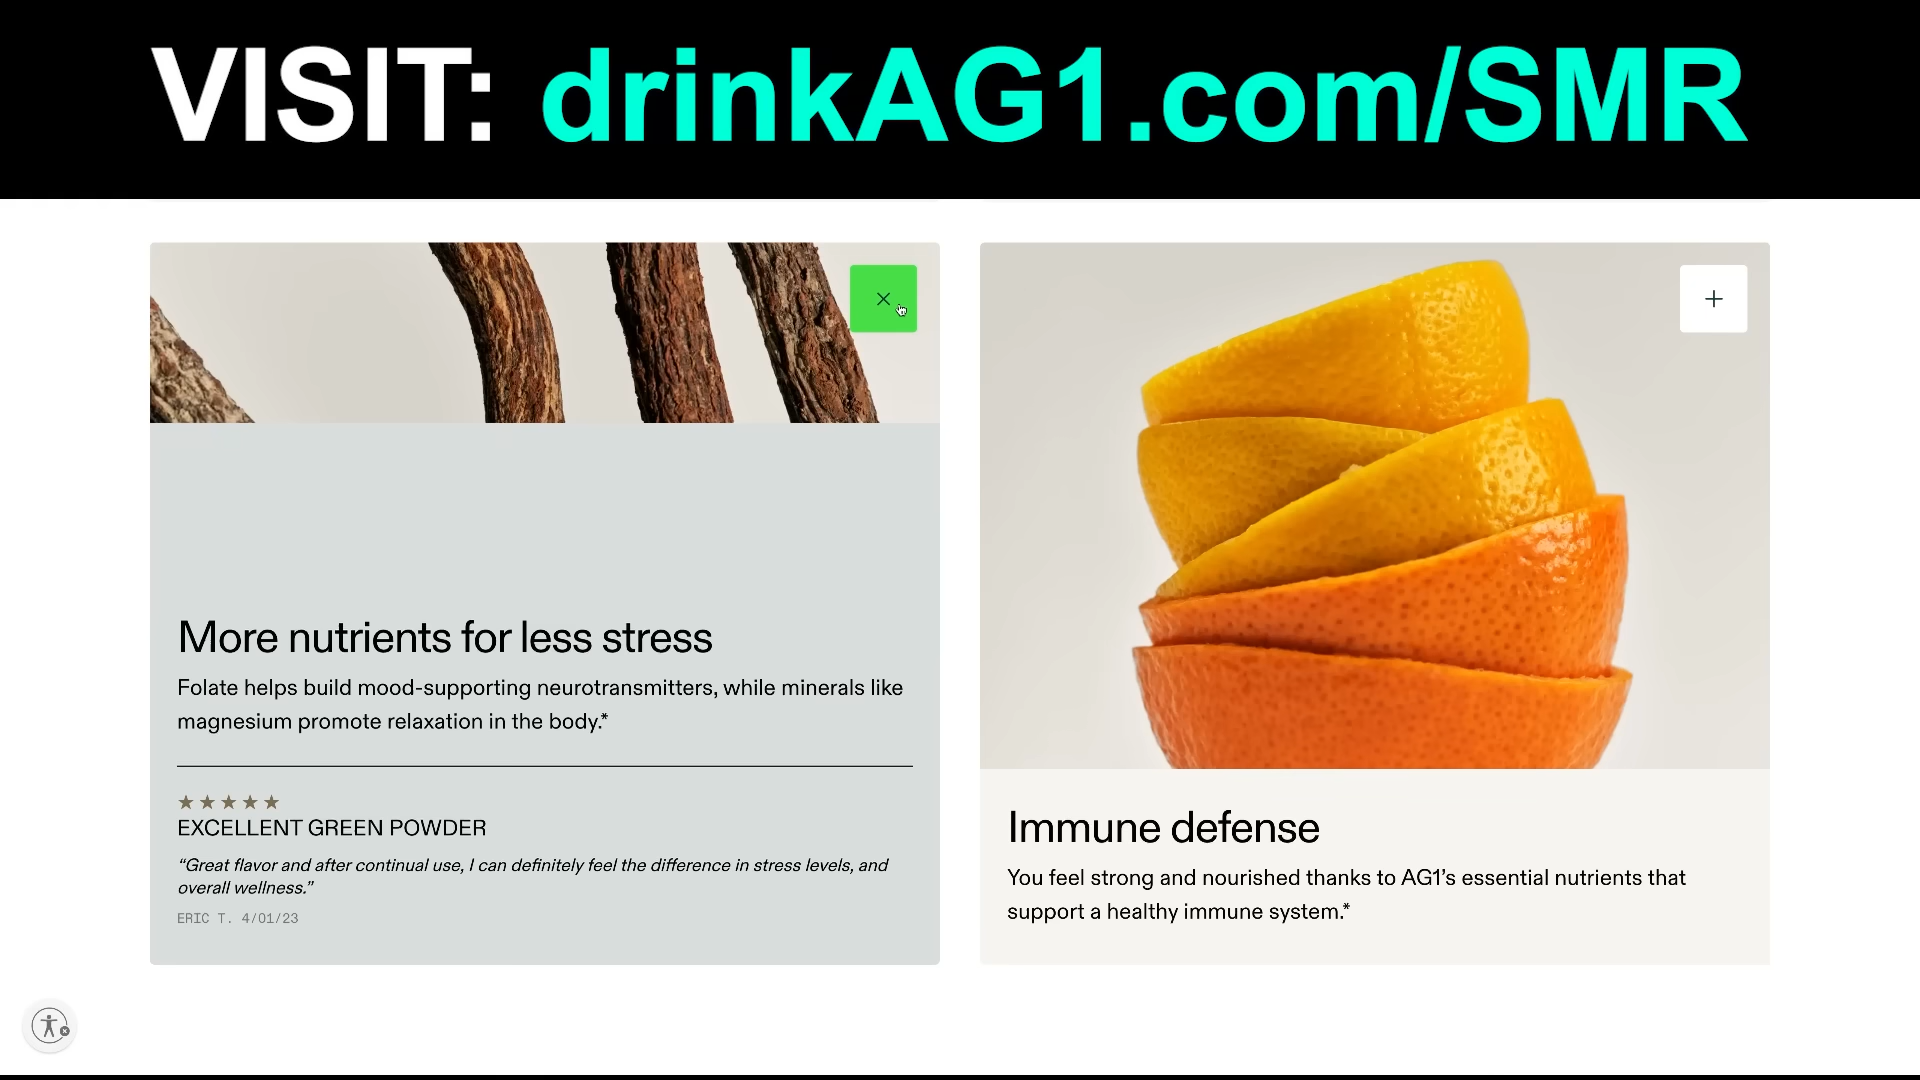 VISIT: drinkAG1.com/SMR
More nutrients for less stress
Folate helps build mood-supporting neurotransmitters, while minerals like
magnesium promote relaxation in the body.*
★★★★★
EXCELLENT GREEN POWDER
“Great flavor and after continual use, I can definitely feel the difference in stress levels, and
overall wellness.”
ERIC T. 4/01/23
Immune defense
You feel strong and nourished thanks to AG1’s essential nutrients that
support a healthy immune system.*